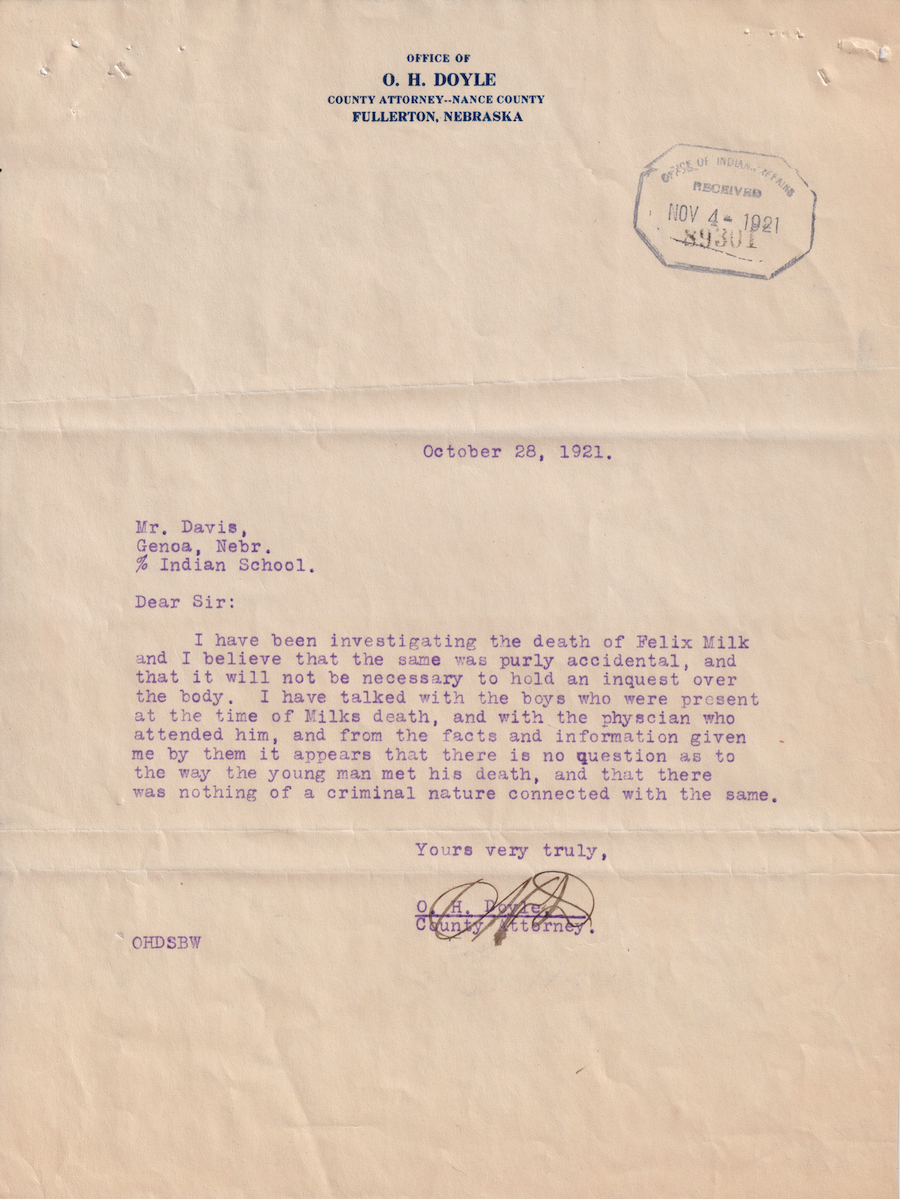 OFFICE OF
O. H. DOYLE
COUNTY ATTORNEY--NANCE COUNTY
FULLERTON, NEBRASKA
OFFICE OF INDIAN AFFAIRS
RECEIVED
NOV 4- 1921
89301
October 28, 1921.
Mr. Davis,
Genoa, Nebr.
% Indian School.
Dear Sir:
I have been investigating the death of Felix Milk
and I believe that the same was purly accidental, and
that it will not be necessary to hold an inquest over
the body. I have talked with the boys who were present
at the time of Milks death, and with the physcian who
attended him, and from the facts and information given
me by them it appears that there is no question as to
the way the young man met his death, and that there
was nothing of a criminal nature connected with the same.
Yours very truly,
O. H. Doyle
County Attorney.
OHDSBW